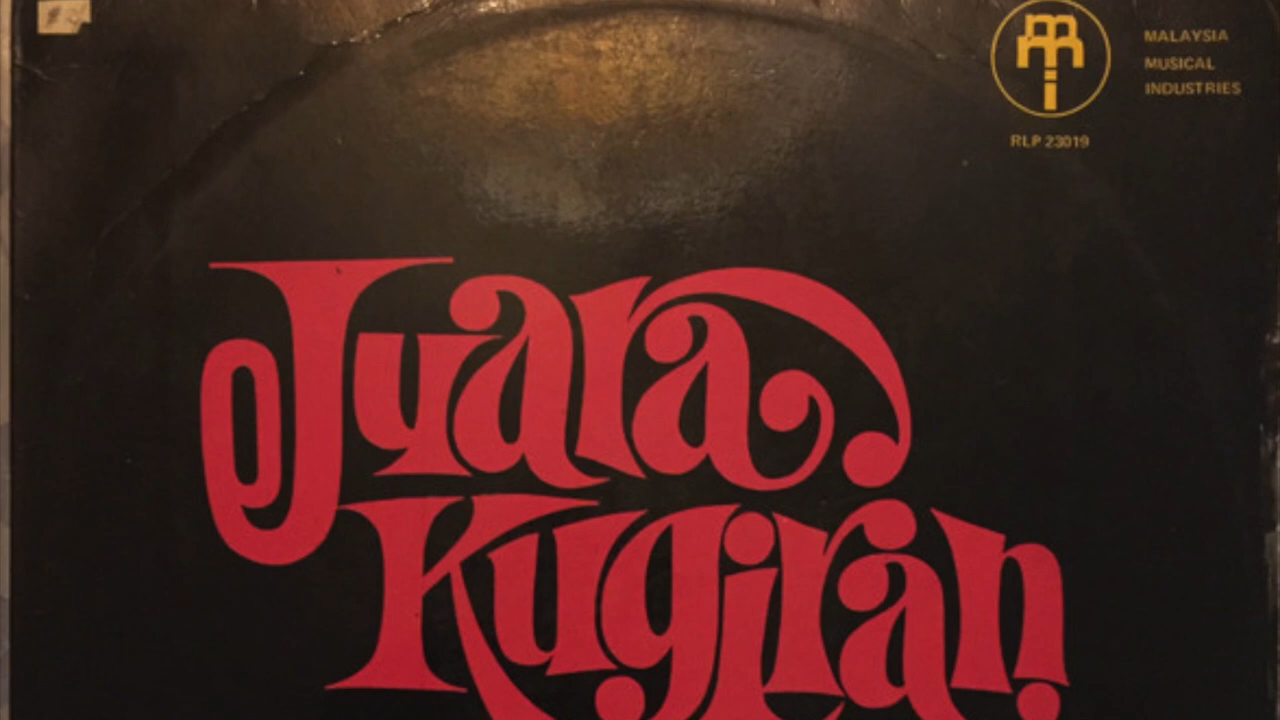 MALAYSIA
MUSICAL
INDUSTRIES
RLP 23019
Juara
Kugiran